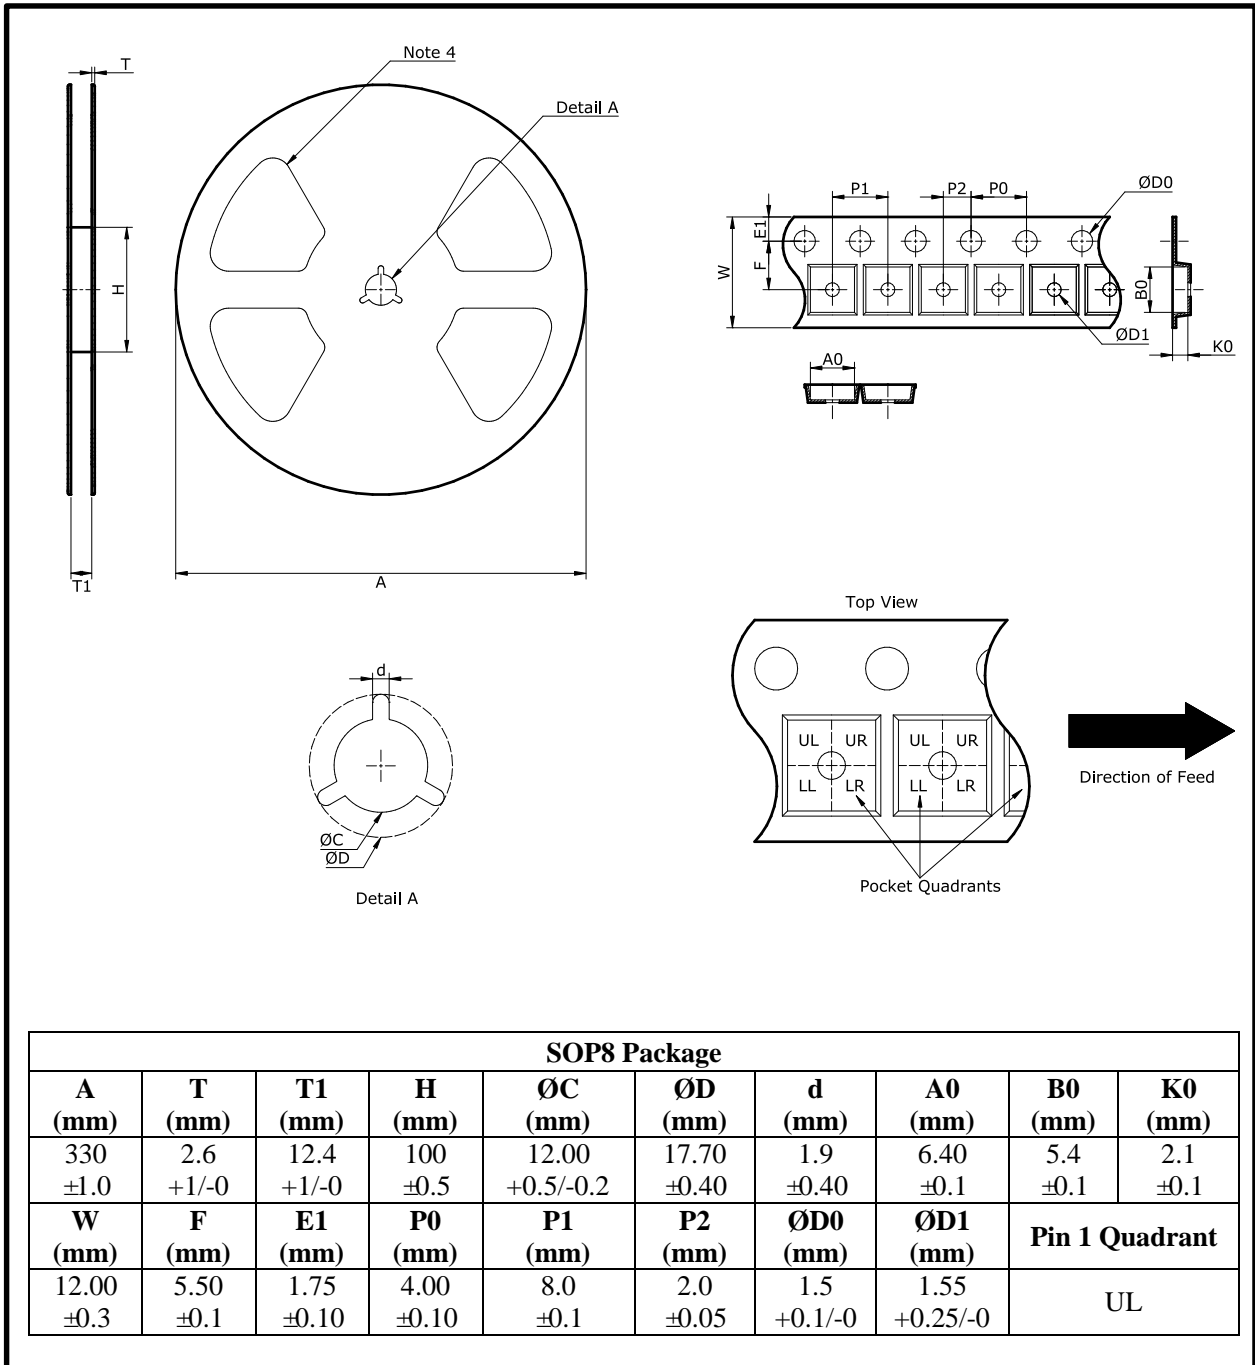 Note 4
T
Detail A
P1
P2
P0
ØD0
E1
W
F
H
B0
ØD1
K0
A0
T1
A
Top View
d
UL
UR
UL
UR
LL
LR
LL
LR
Direction of Feed
ØC
ØD
Pocket Quadrants
Detail A
SOP8 Package
A T T1 H ØC ØD d A0 B0 K0
(mm) (mm) (mm) (mm) (mm) (mm) (mm) (mm) (mm) (mm)
330 2.6 12.4 100 12.00 17.70 1.9 6.40 5.4 2.1
±1.0 +1/-0 +1/-0 ±0.5 +0.5/-0.2 ±0.40 ±0.40 ±0.1 ±0.1 ±0.1
W F E1 P0 P1 P2 ØD0 ØD1 Pin 1 Quadrant
(mm) (mm) (mm) (mm) (mm) (mm) (mm) (mm)
12.00 5.50 1.75 4.00 8.0 2.0 1.5 1.55 UL
±0.3 ±0.1 ±0.10 ±0.10 ±0.1 ±0.05 +0.1/-0 +0.25/-0